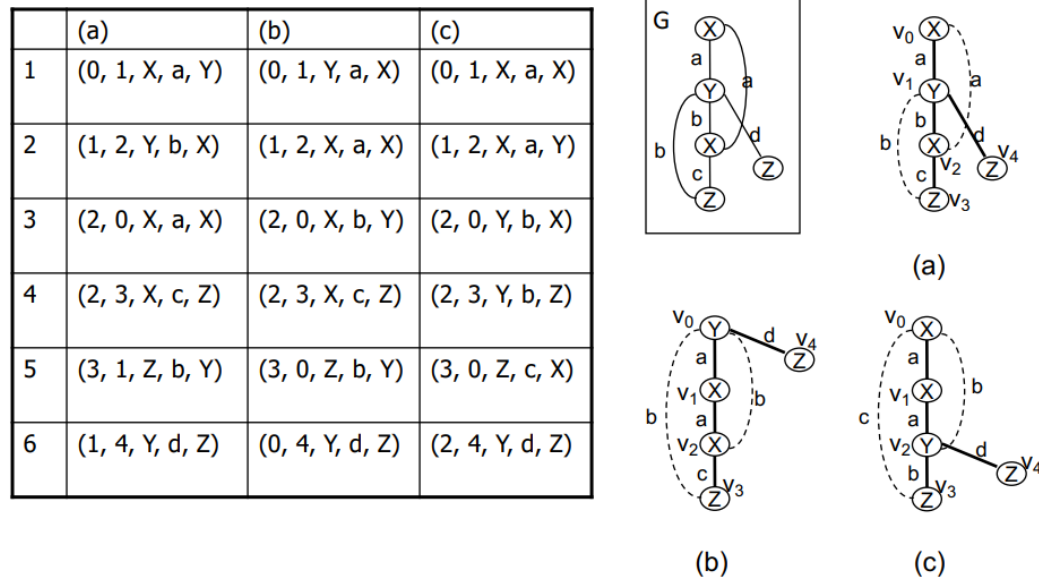 (a) (b) (c)
1 (0, 1, X, a, Y) (0, 1, Y, a, X) (0, 1, X, a, X)
2 (1, 2, Y, b, X) (1, 2, X, a, X) (1, 2, X, a, Y)
3 (2, 0, X, a, X) (2, 0, X, b, Y) (2, 0, Y, b, X)
4 (2, 3, X, c, Z) (2, 3, X, c, Z) (2, 3, Y, b, Z)
5 (3, 1, Z, b, Y) (3, 0, Z, b, Y) (3, 0, Z, c, X)
6 (1, 4, Y, d, Z) (0, 4, Y, d, Z) (2, 4, Y, d, Z)
G X
a
a
Y
b
b d
X
c Z
Z
v0 X
a
a
v1 Y
b
b d
X v4
v2 Z
c
Z v3
(a)
v0 Y d v4
a Z
v1 X
b b
a
v2 X
c
Z v3
(b)
v0 X
a
b
v1 X
c
a
v2 Y d
v4
b Z
Z v3
(c)